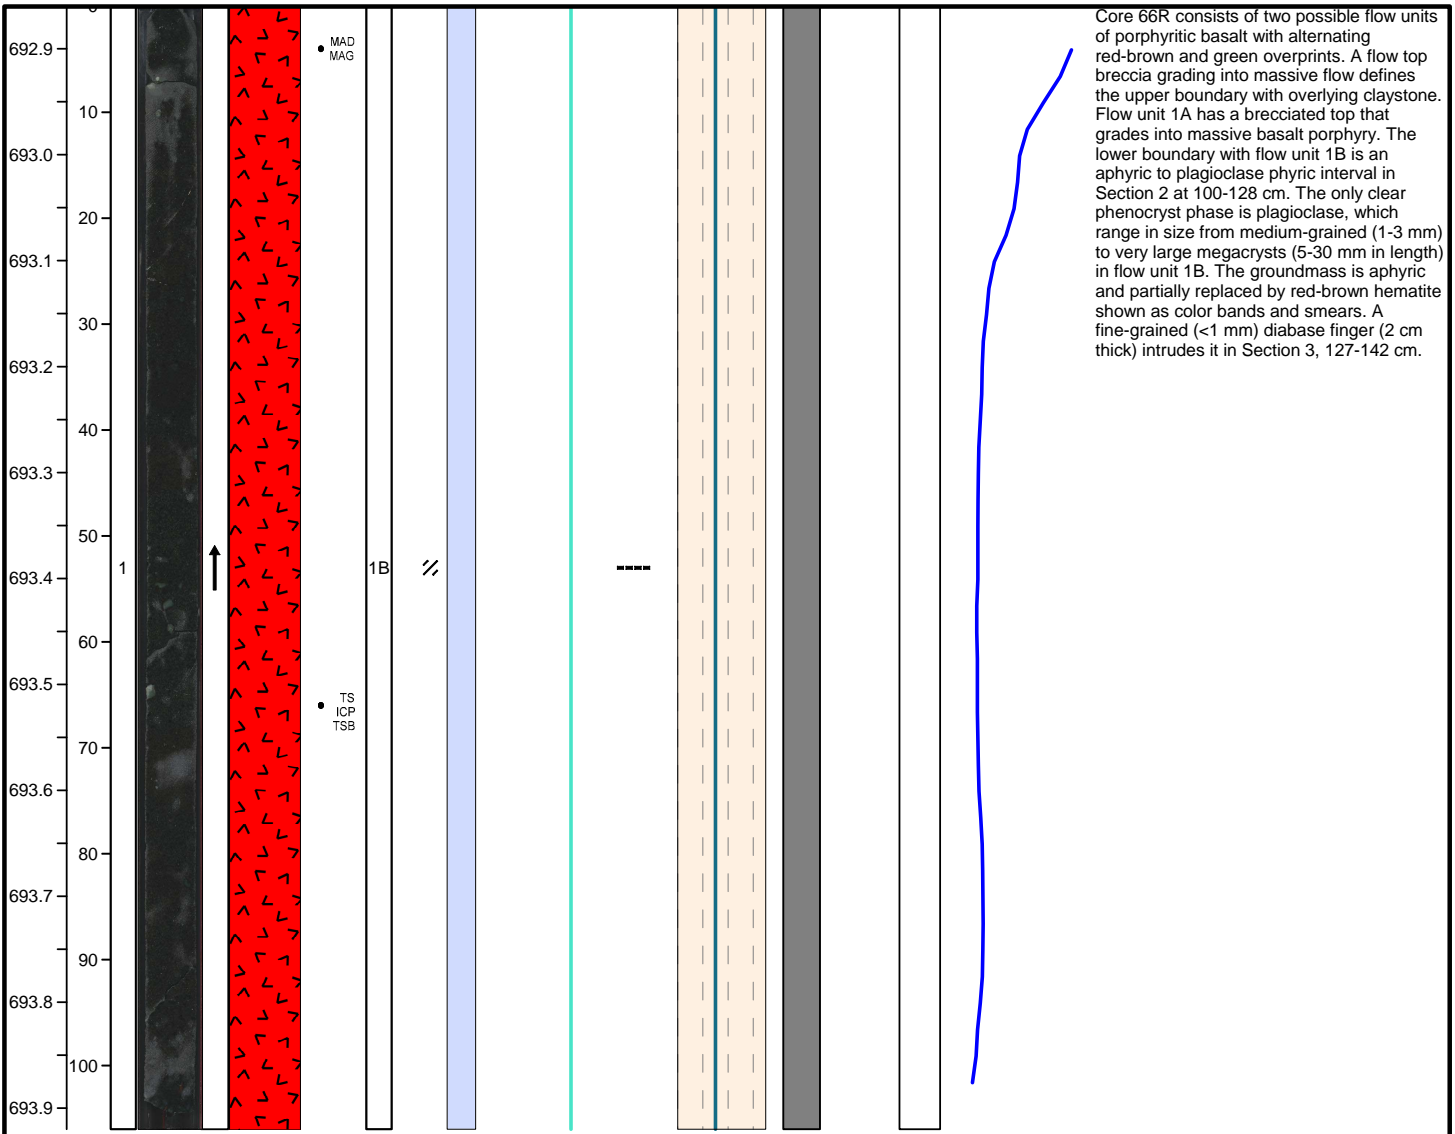 0
692.9
693.0
693.1
693.2
693.3
693.4
693.5
693.6
693.7
693.8
693.9
10
20
30
40
50
60
70
80
90
100
1
MAD
MAG
TS
ICP
TSB
1B
Core 66R consists of two possible flow units
of porphyritic basalt with alternating
red-brown and green overprints. A flow top
breccia grading into massive flow defines
the upper boundary with overlying claystone.
Flow unit 1A has a brecciated top that
grades into massive basalt porphyry. The
lower boundary with flow unit 1B is an
aphyric to plagioclase phyric interval in
Section 2 at 100-128 cm. The only clear
phenocryst phase is plagioclase, which
range in size from medium-grained (1-3 mm)
to very large megacrysts (5-30 mm in length)
in flow unit 1B. The groundmass is aphyric
and partially replaced by red-brown hematite
shown as color bands and smears. A
fine-grained (<1 mm) diabase finger (2 cm
thick) intrudes it in Section 3, 127-142 cm.